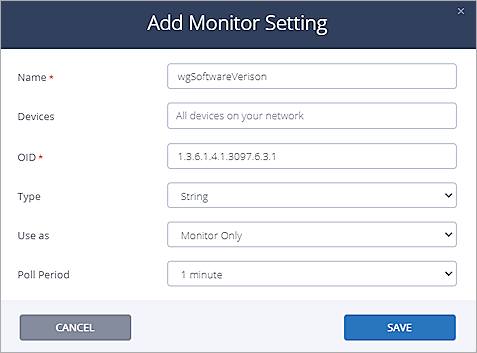 Add Monitor Setting
×
Name *
wgSoftwareVerison
Devices
All devices on your network
OID *
1.3.6.1.4.1.3097.6.3.1
Type
String
Use as
Monitor Only
Poll Period
1 minute
CANCEL
SAVE